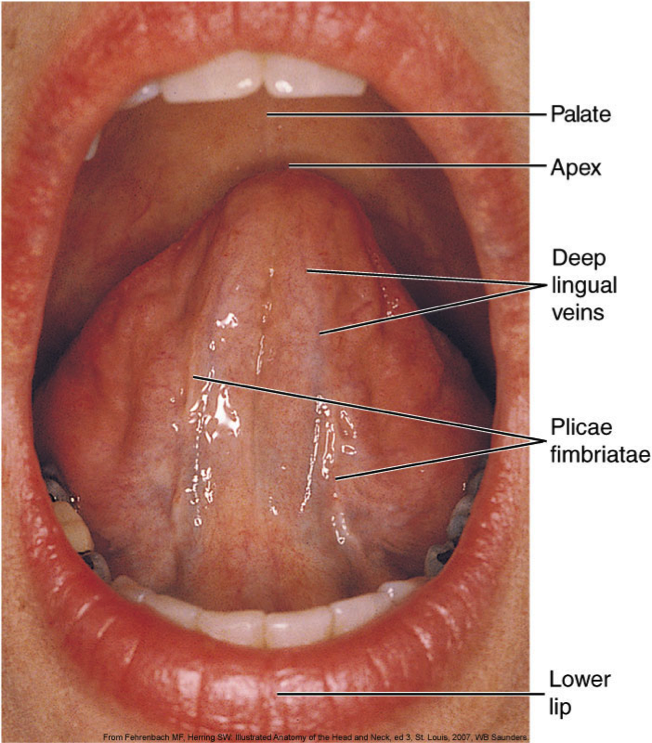 Palate
Apex
Deep
lingual
veins
Plicae
fimbriatae
Lower
lip
From Fehrenbach MF, Herring SW. Illustrated Anatomy of the Head and Neck, ed 3. St. Louis, 2007, WB Saunders.